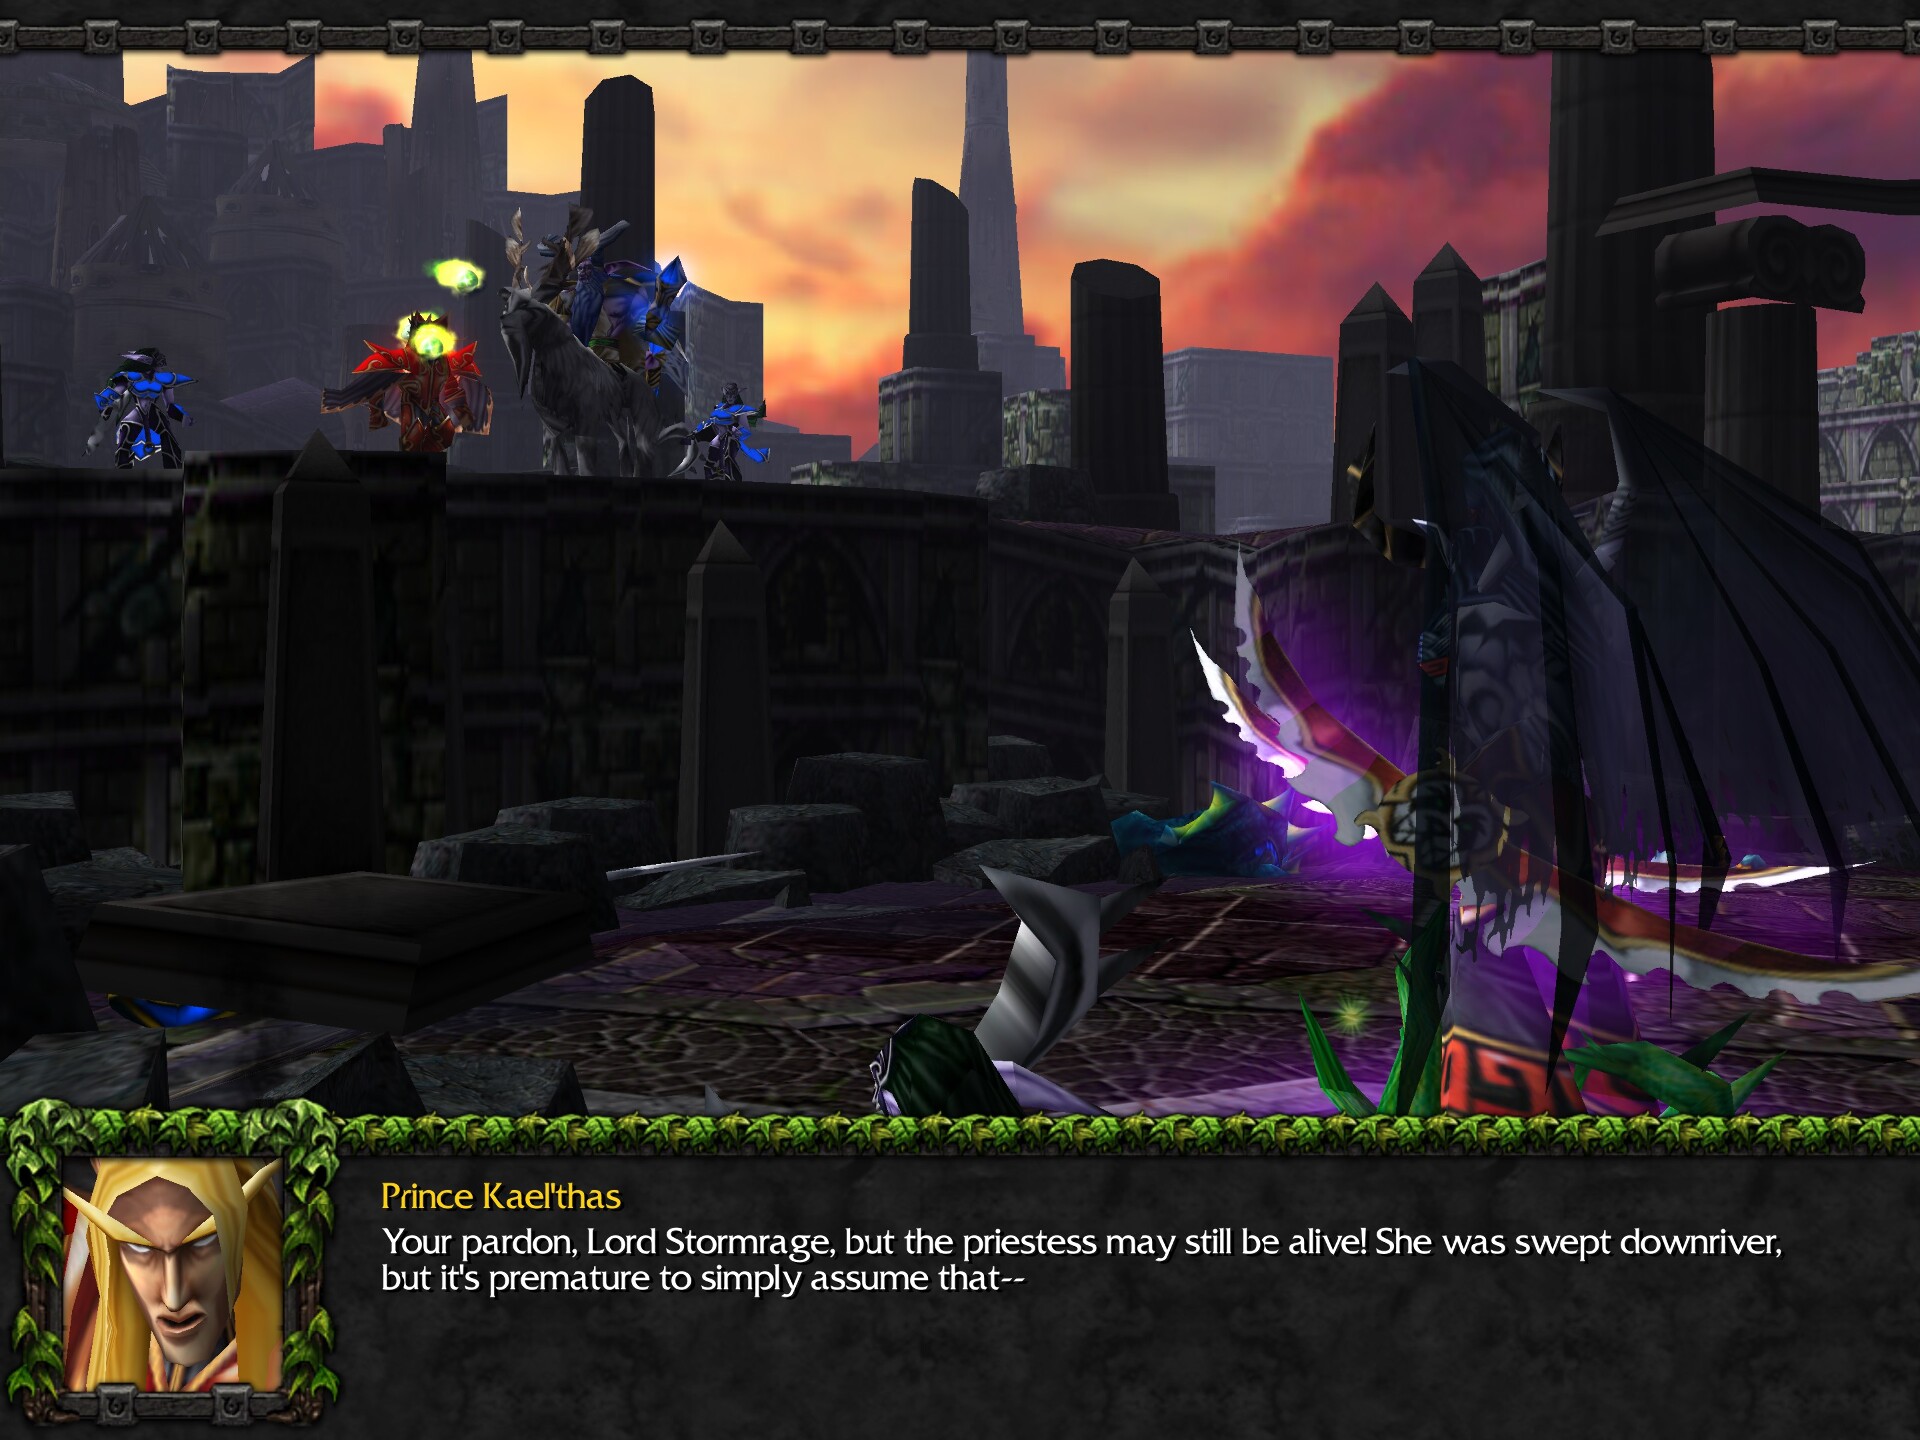 Prince Kael'thas
Your pardon, Lord Stormrage, but the priestess may still be alive! She was swept downriver,
but it's premature to simply assume that--